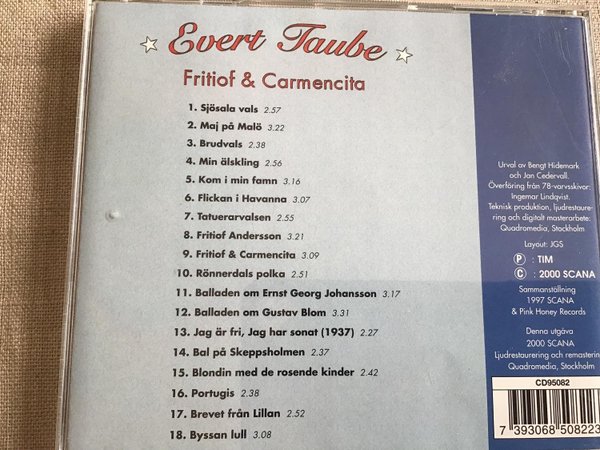 Evert Taube
Fritiof & Carmencita
1. Sjösala vals 2.57
2. Maj på Malö 3.22
3. Brudvals 2.38
4. Min älskling 2.56
5. Kom i min famn 3.16
6. Flickan i Havanna 3.07
7. Tatuerarvalsen 2.55
8. Fritiof Andersson 3.21
9. Fritiof & Carmencita 3.09
10. Rönnerdals polka 2.51
11. Balladen om Ernst Georg Johansson 3.17
12. Balladen om Gustav Blom 3.31
13. Jag är fri, Jag har sonat (1937) 2.27
14. Bal på Skeppsholmen 2.37
15. Blondin med de rosende kinder 2.42
16. Portugis 2.38
17. Brevet från Lillan 2.52
18. Byssan lull 3.08
Urval av Bengt Hidemark
och Jan Cedervall.
Överföring från 78-varvsskivor:
Ingemar Lindqvist.
Teknisk produktion, ljudrestaure-
ring och digitalt masterarbete:
Quadromedia, Stockholm
Layout: JGS
P : TIM
C : 2000 SCANA
Sammanställning
1997 SCANA
& Pink Honey Records
Denna utgåva
2000 SCANA
Ljudrestaurering och remastering
Quadromedia, Stockholm
CD95082
7 393068 508223